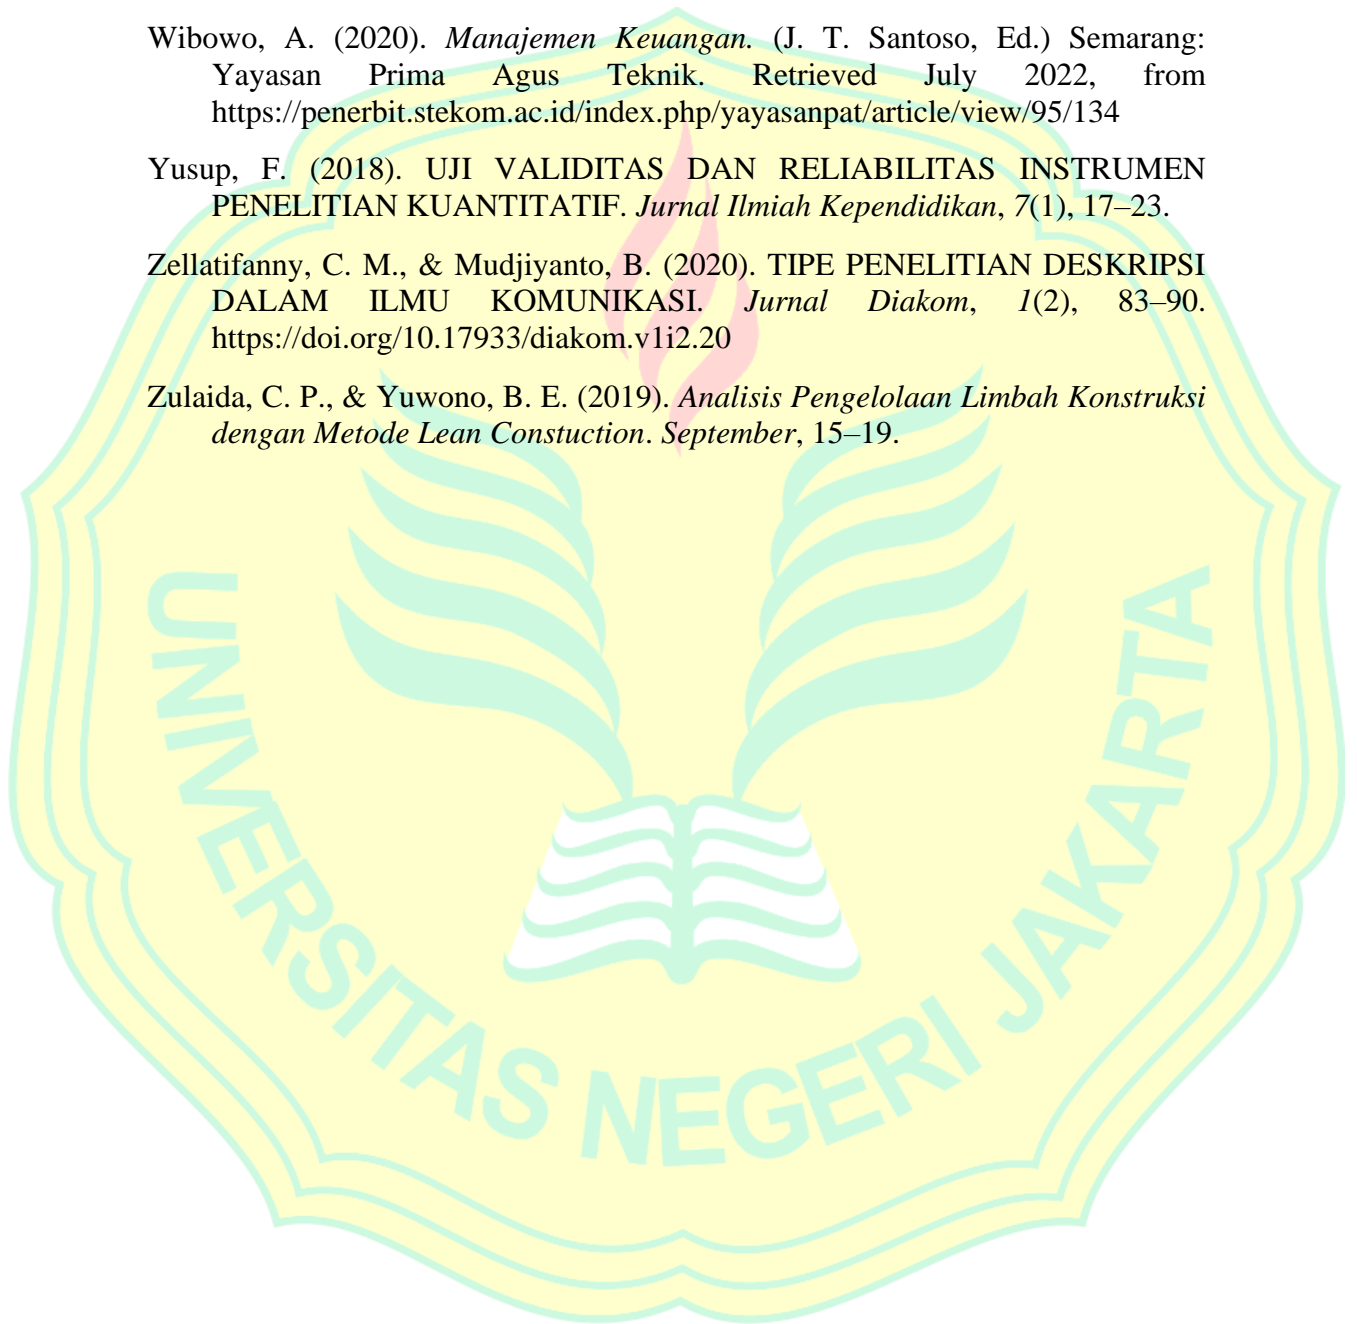 Wibowo, A. (2020). Manajemen Keuangan. (J. T. Santoso, Ed.) Semarang:
Yayasan Prima Agus Teknik. Retrieved July 2022, from
https://penerbit.stekom.ac.id/index.php/yayasanpat/article/view/95/134
Yusup, F. (2018). UJI VALIDITAS DAN RELIABILITAS INSTRUMEN
PENELITIAN KUANTITATIF. Jurnal Ilmiah Kependidikan, 7(1), 17–23.
Zellatifanny, C. M., & Mudjiyanto, B. (2020). TIPE PENELITIAN DESKRIPSI
DALAM ILMU KOMUNIKASI. Jurnal Diakom, 1(2), 83–90.
https://doi.org/10.17933/diakom.v1i2.20
Zulaida, C. P., & Yuwono, B. E. (2019). Analisis Pengelolaan Limbah Konstruksi
dengan Metode Lean Constuction. September, 15–19.
UNIVERSITAS NEGERI JAKARTA